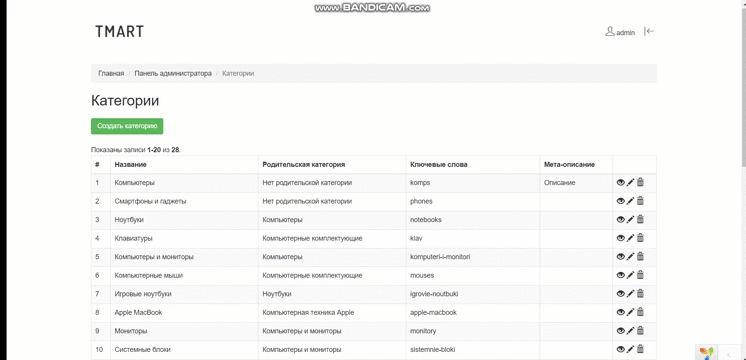 www.BANDICAM.com
TMART
admin
Главная / Панель администратора / Категории
Категории
Создать категорию
Показаны записи 1-20 из 28.
# Название Родительская категория Ключевые слова Мета-описание
1 Компьютеры Нет родительской категории komps Описание
2 Смартфоны и гаджеты Нет родительской категории phones
3 Ноутбуки Компьютеры notebooks
4 Клавиатуры Компьютерные комплектующие klav
5 Компьютеры и мониторы Компьютеры komputeri-i-monitori
6 Компьютерные мыши Компьютерные комплектующие mouses
7 Игровые ноутбуки Ноутбуки igrovie-noutbuki
8 Apple MacBook Компьютерная техника Apple apple-macbook
9 Мониторы Компьютеры и мониторы monitory
10 Системные блоки Компьютеры и мониторы sistemnie-bloki